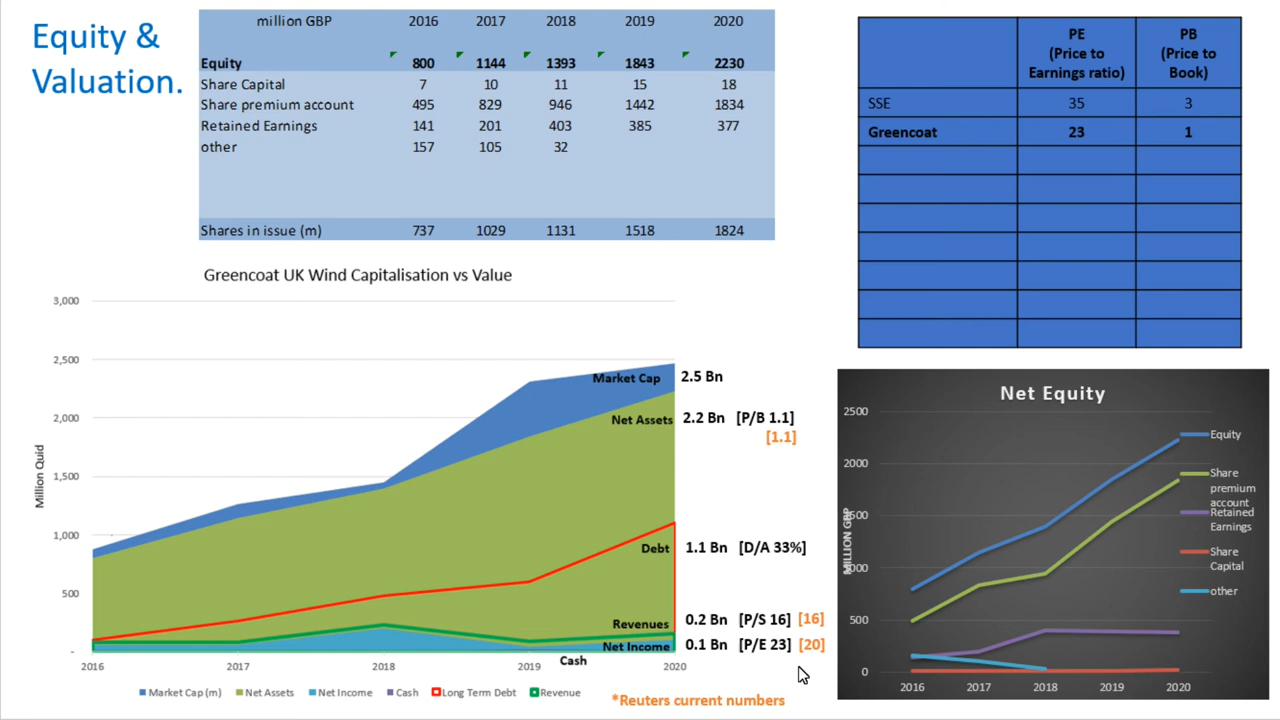 Equity &
Valuation.
million GBP 2016 2017 2018 2019 2020
Equity 800 1144 1393 1843 2230
Share Capital 7 10 11 15 18
Share premium account 495 829 946 1442 1834
Retained Earnings 141 201 403 385 377
other 157 105 32
Shares in issue (m) 737 1029 1131 1518 1824
PE (Price to Earnings ratio) PB (Price to Book)
SSE 35 3
Greencoat 23 1
Greencoat UK Wind Capitalisation vs Value
3,000
2,500
2,000
1,500
1,000
500
-
Million Quid
Market Cap 2.5 Bn
Net Assets 2.2 Bn [P/B 1.1]
[1.1]
Debt 1.1 Bn [D/A 33%]
Revenues 0.2 Bn [P/S 16] [16]
Net Income 0.1 Bn [P/E 23] [20]
Cash
2016 2017 2018 2019 2020
Market Cap (m) Net Assets Net Income Cash Long Term Debt Revenue
*Reuters current numbers
Net Equity
2500
2000
1500
1000
500
0
MILLION GBP
2016 2017 2018 2019 2020
Equity
Share
premium
account
Retained
Earnings
Share
Capital
other